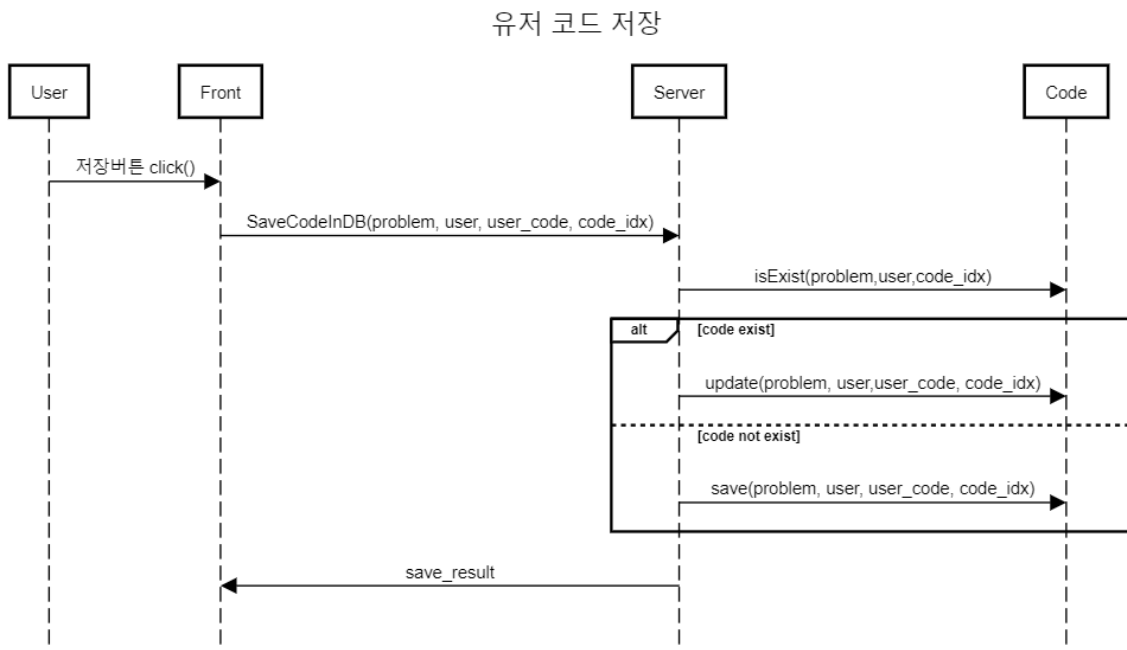 유저 코드 저장
User
Front
Server
Code
저장버튼 click()
SaveCodeInDB(problem, user, user_code, code_idx)
isExist(problem,user,code_idx)
alt
[code exist]
update(problem, user,user_code, code_idx)
[code not exist]
save(problem, user, user_code, code_idx)
save_result